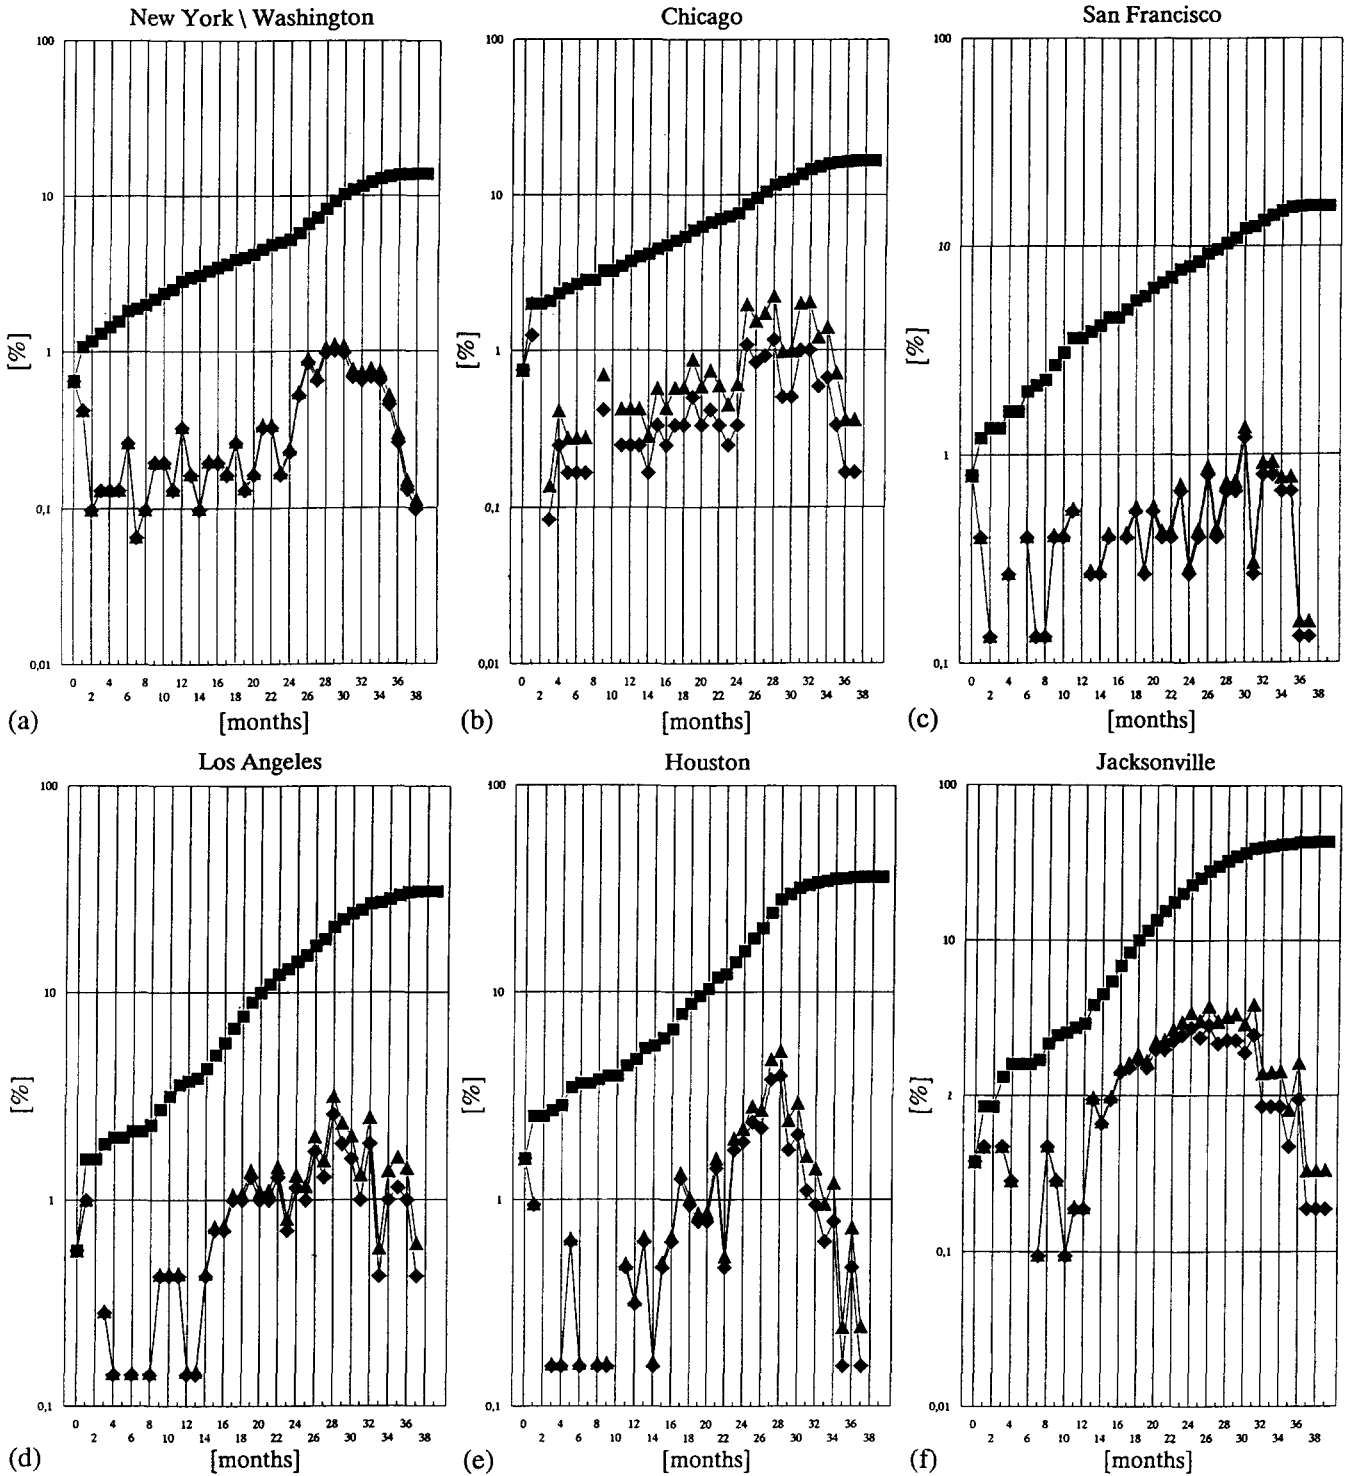 New York \ Washington
100
10
1
0,1
0,01
[%]
0 4 8 12 16 20 24 28 32 36
2 6 10 14 18 22 26 30 34 38
(a) [months]
Chicago
100
10
1
0,1
0,01
[%]
0 4 8 12 16 20 24 28 32 36
2 6 10 14 18 22 26 30 34 38
(b) [months]
San Francisco
100
10
1
0,1
[%]
0 4 8 12 16 20 24 28 32 36
2 6 10 14 18 22 26 30 34 38
(c) [months]
Los Angeles
100
10
1
0,1
[%]
0 4 8 12 16 20 24 28 32 36
2 6 10 14 18 22 26 30 34 38
(d) [months]
Houston
100
10
1
0,1
[%]
0 4 8 12 16 20 24 28 32 36
2 6 10 14 18 22 26 30 34 38
(e) [months]
Jacksonville
100
10
1
0,1
0,01
[%]
0 4 8 12 16 20 24 28 32 36
2 6 10 14 18 22 26 30 34 38
(f) [months]